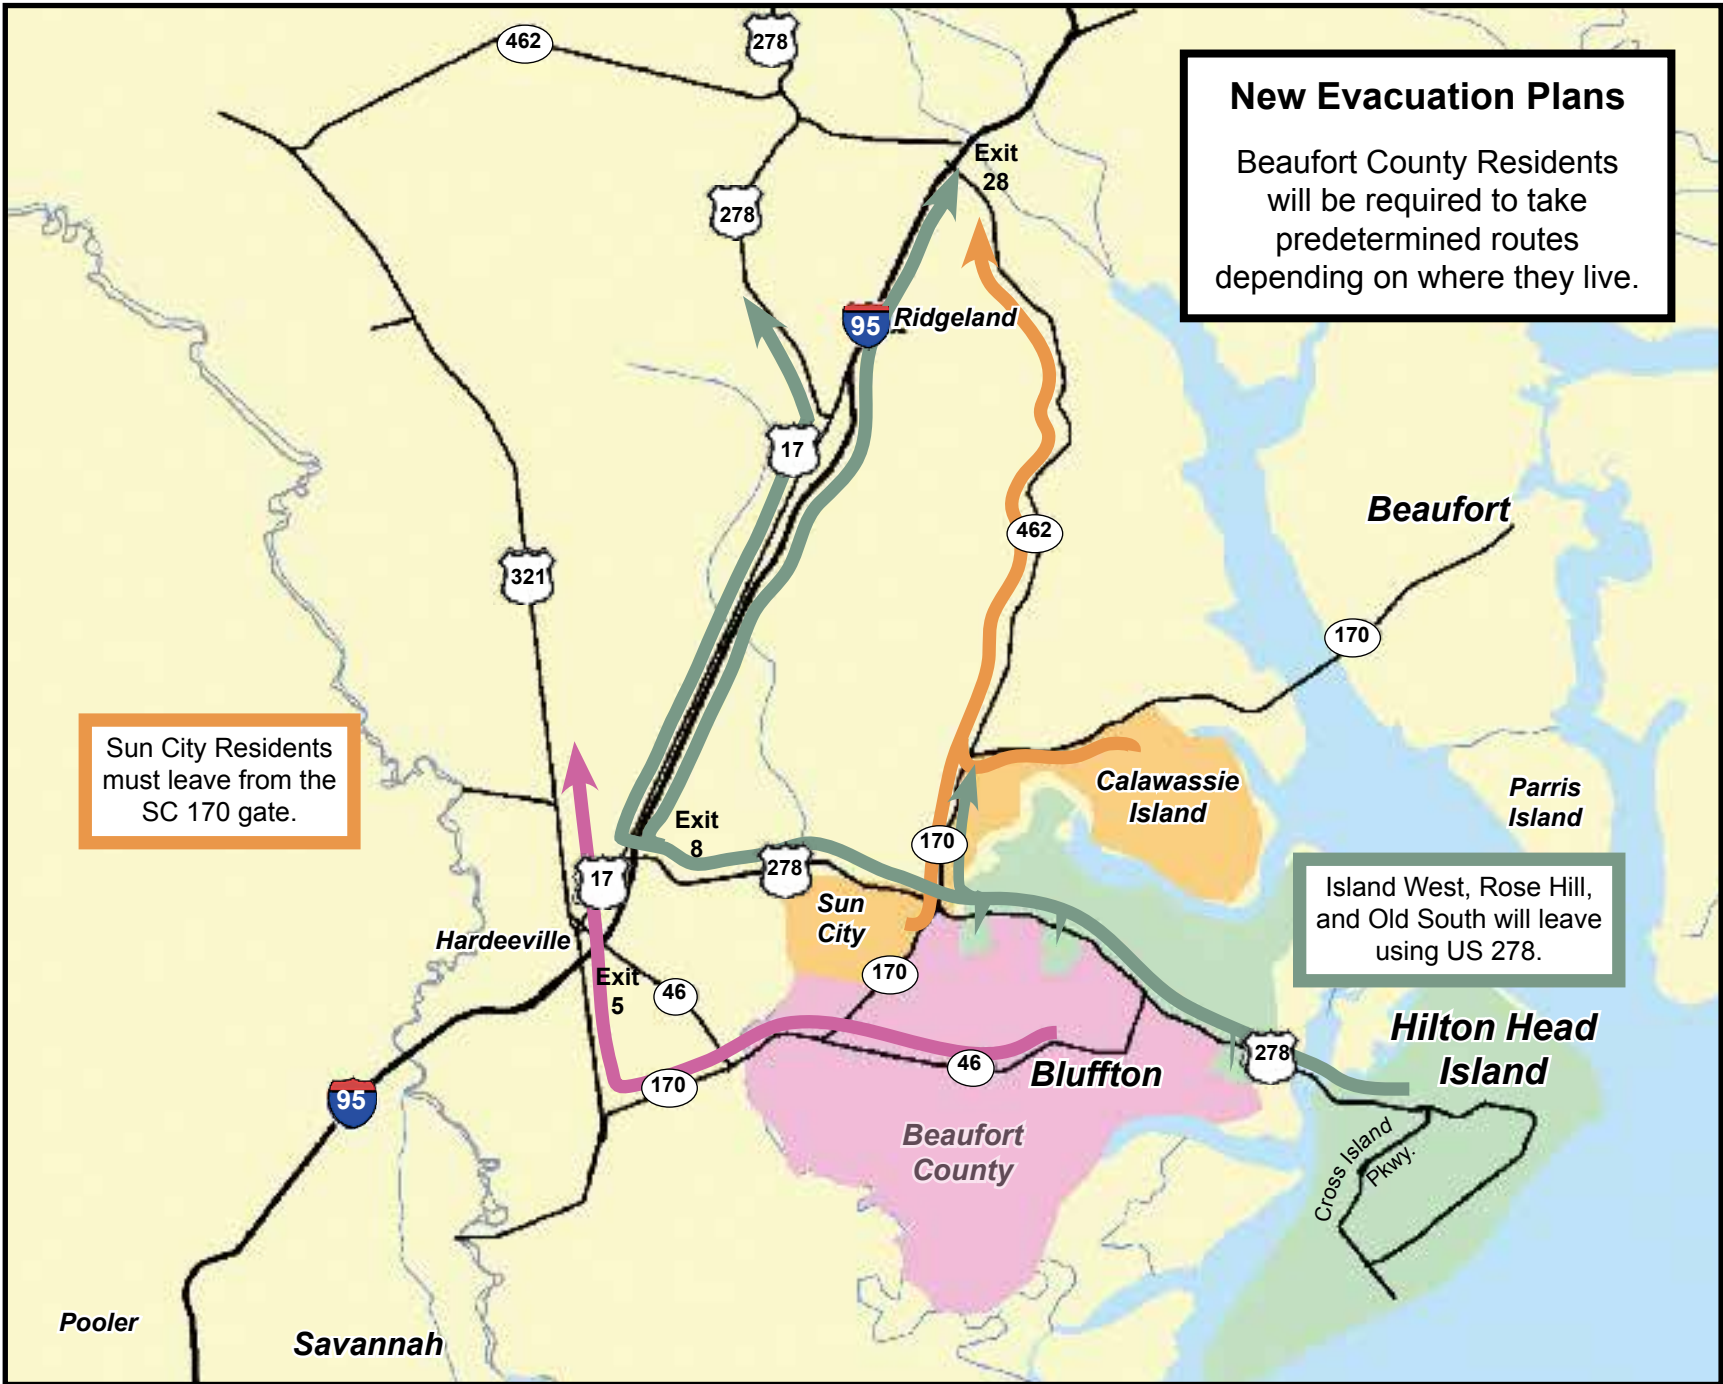 462
278
New Evacuation Plans
Beaufort County Residents
will be required to take
predetermined routes
depending on where they live.
Exit
28
278
95
Ridgeland
17
462
Beaufort
321
170
Sun City Residents
must leave from the
SC 170 gate.
Calawassie
Island
Parris
Island
Exit
8
170
278
17
Island West, Rose Hill,
and Old South will leave
using US 278.
Sun
City
Hardeeville
170
Exit
5
46
Hilton Head
Island
278
46
Bluffton
170
95
Beaufort
County
Cross Island
Pkwy.
Pooler
Savannah